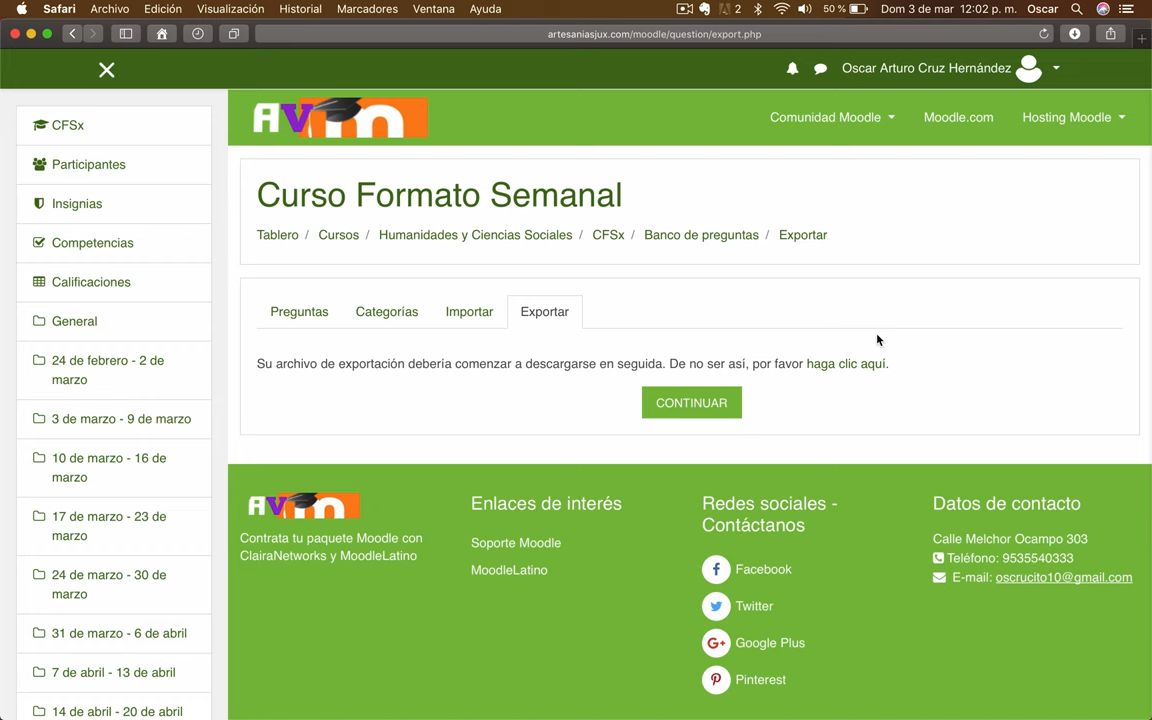 Safari Archivo Edición Visualización Historial Marcadores Ventana Ayuda 2 50 % Dom 3 de mar 12:02 p. m. Oscar
artesaniasjux.com/moodle/question/export.php
Oscar Arturo Cruz Hernández
CFSx
Participantes
Insignias
Competencias
Calificaciones
General
24 de febrero - 2 de
marzo
3 de marzo - 9 de marzo
10 de marzo - 16 de
marzo
17 de marzo - 23 de
marzo
24 de marzo - 30 de
marzo
31 de marzo - 6 de abril
7 de abril - 13 de abril
14 de abril - 20 de abril
AVim
Comunidad Moodle Moodle.com Hosting Moodle
Curso Formato Semanal
Tablero / Cursos / Humanidades y Ciencias Sociales / CFSx / Banco de preguntas / Exportar
Preguntas Categorías Importar Exportar
Su archivo de exportación debería comenzar a descargarse en seguida. De no ser así, por favor haga clic aquí.
CONTINUAR
AVim
Contrata tu paquete Moodle con
ClairaNetworks y MoodleLatino
Enlaces de interés
Soporte Moodle
MoodleLatino
Redes sociales -
Contáctanos
Facebook
Twitter
Google Plus
Pinterest
Datos de contacto
Calle Melchor Ocampo 303
Teléfono: 9535540333
E-mail: oscrucito10@gmail.com